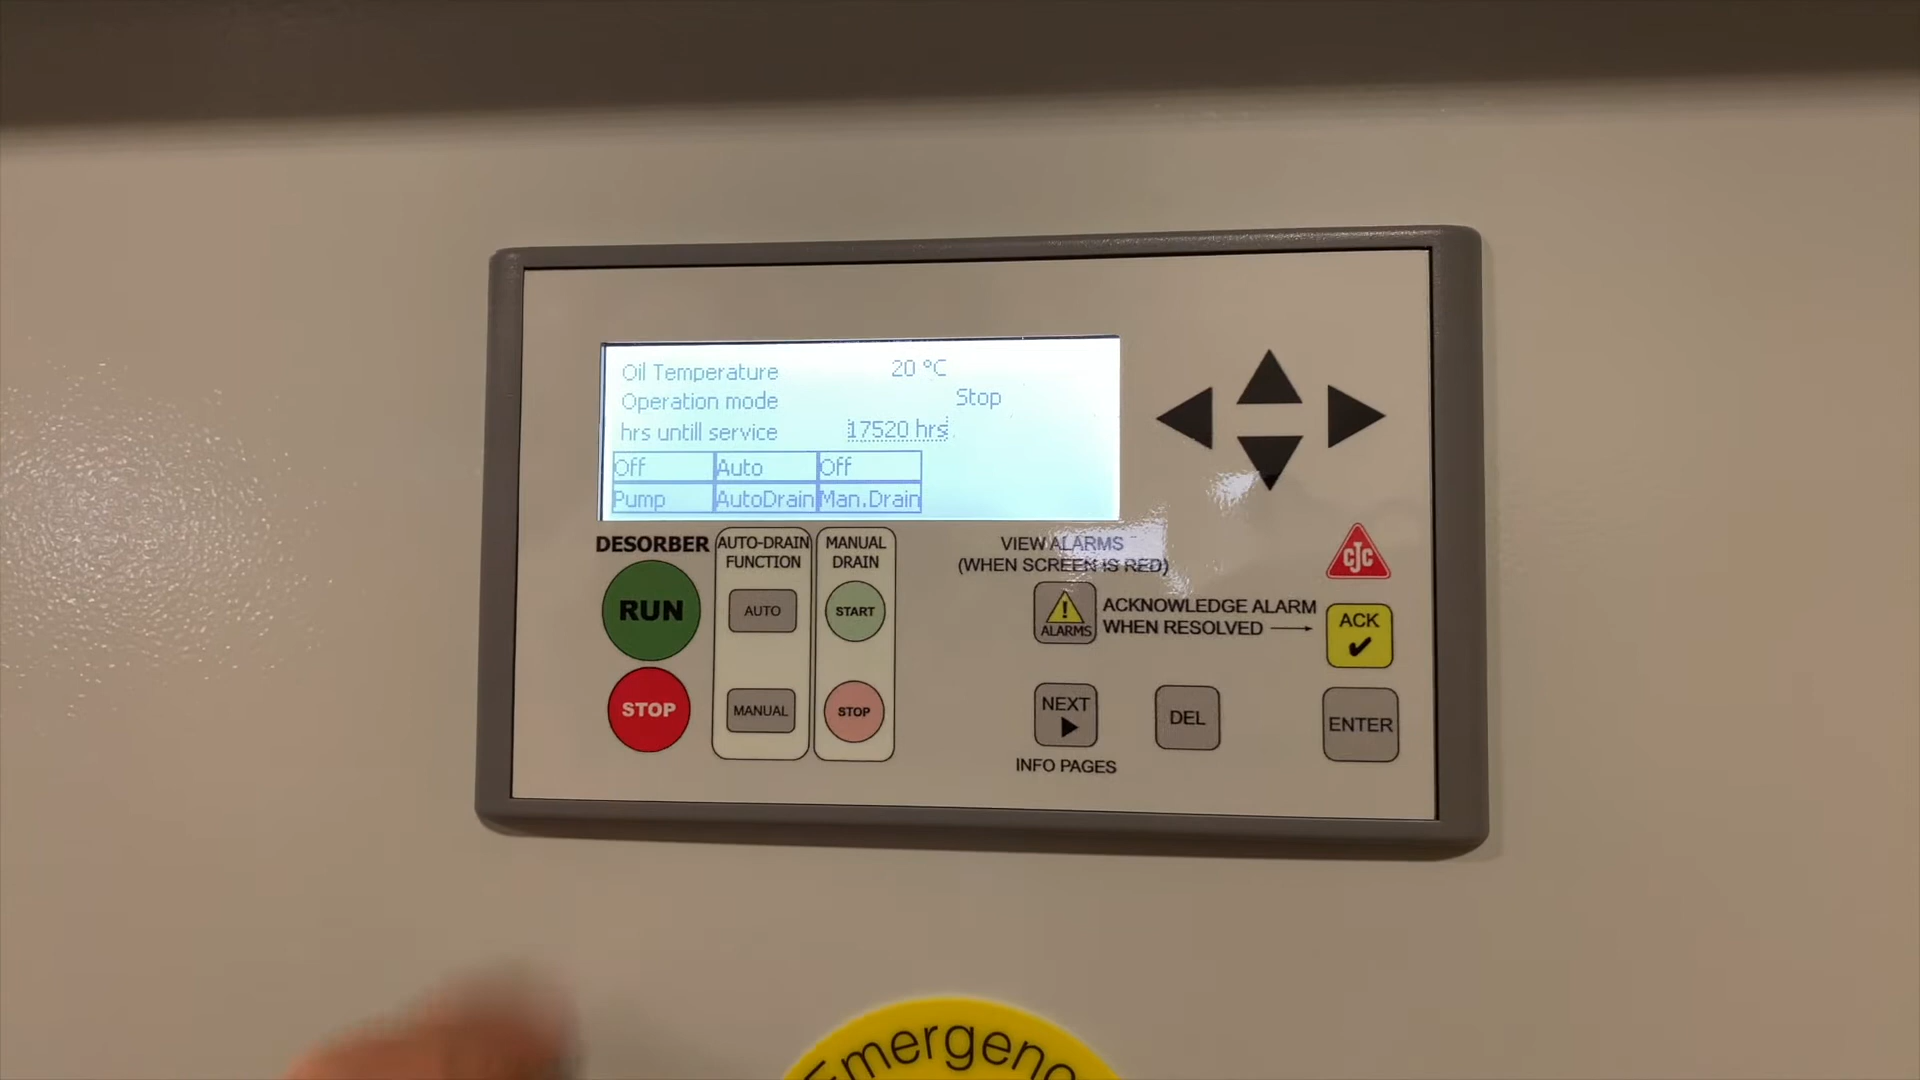 Oil Temperature 20 °C
Operation mode Stop
hrs untill service 17520 hrs
Off Auto Off
Pump AutoDrain Man.Drain
DESORBER
RUN
STOP
AUTO-DRAIN
FUNCTION
AUTO
MANUAL
MANUAL
DRAIN
START
STOP
VIEW ALARMS
(WHEN SCREEN IS RED)
!
ALARMS
ACKNOWLEDGE ALARM
WHEN RESOLVED
CJC
ACK
NEXT
INFO PAGES
DEL
ENTER